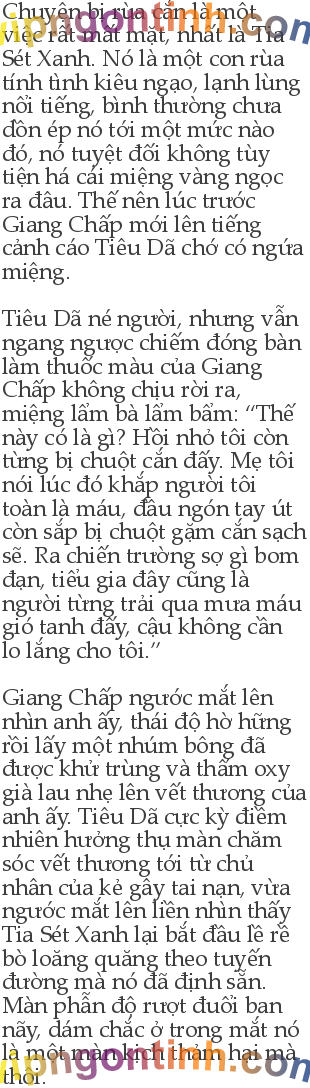 Chuyện bị rùa cắn là một
việc rất mất mặt, nhất là Tia
Sét Xanh. Nó là một con rùa
tính tình kiêu ngạo, lạnh lùng
nổi tiếng, bình thường chưa
dồn ép nó tới một mức nào
đó, nó tuyệt đối không tùy
tiện há cái miệng vàng ngọc
ra đâu. Thế nên lúc trước
Giang Chấp mới lên tiếng
cảnh cáo Tiêu Dã chớ có ngứa
miệng.
Tiêu Dã né người, nhưng vẫn
ngang ngược chiếm đóng bàn
làm thuốc màu của Giang
Chấp không chịu rời ra,
miệng lẩm bà lẩm bẩm: “Thế
này có là gì? Hồi nhỏ tôi còn
từng bị chuột cắn đấy. Mẹ tôi
nói lúc đó khắp người tôi
toàn là máu, đầu ngón tay út
còn sắp bị chuột gặm cắn sạch
sẽ. Ra chiến trường sợ gì bom
đạn, tiểu gia đây cũng là
người từng trải qua mưa máu
gió tanh đấy, cậu không cần
lo lắng cho tôi.”
Giang Chấp ngước mắt lên
nhìn anh ấy, thái độ hờ hững
rồi lấy một nhúm bông đã
được khử trùng và thấm oxy
già lau nhẹ lên vết thương của
anh ấy. Tiêu Dã cực kỳ điềm
nhiên hưởng thụ màn chăm
sóc vết thương tới từ chủ
nhân của kẻ gây tai nạn, vừa
ngước mắt lên liền nhìn thấy
Tia Sét Xanh lại bắt đầu lề rề
bò loăng quăng theo tuyến
đường mà nó đã định sẵn.
Màn phẫn độ rượt đuổi ban
nãy, dám chắc ở trong mắt nó
là một màn kịch thảm hại mà
thôi.
vipngontinh.com
vipngontinh.com